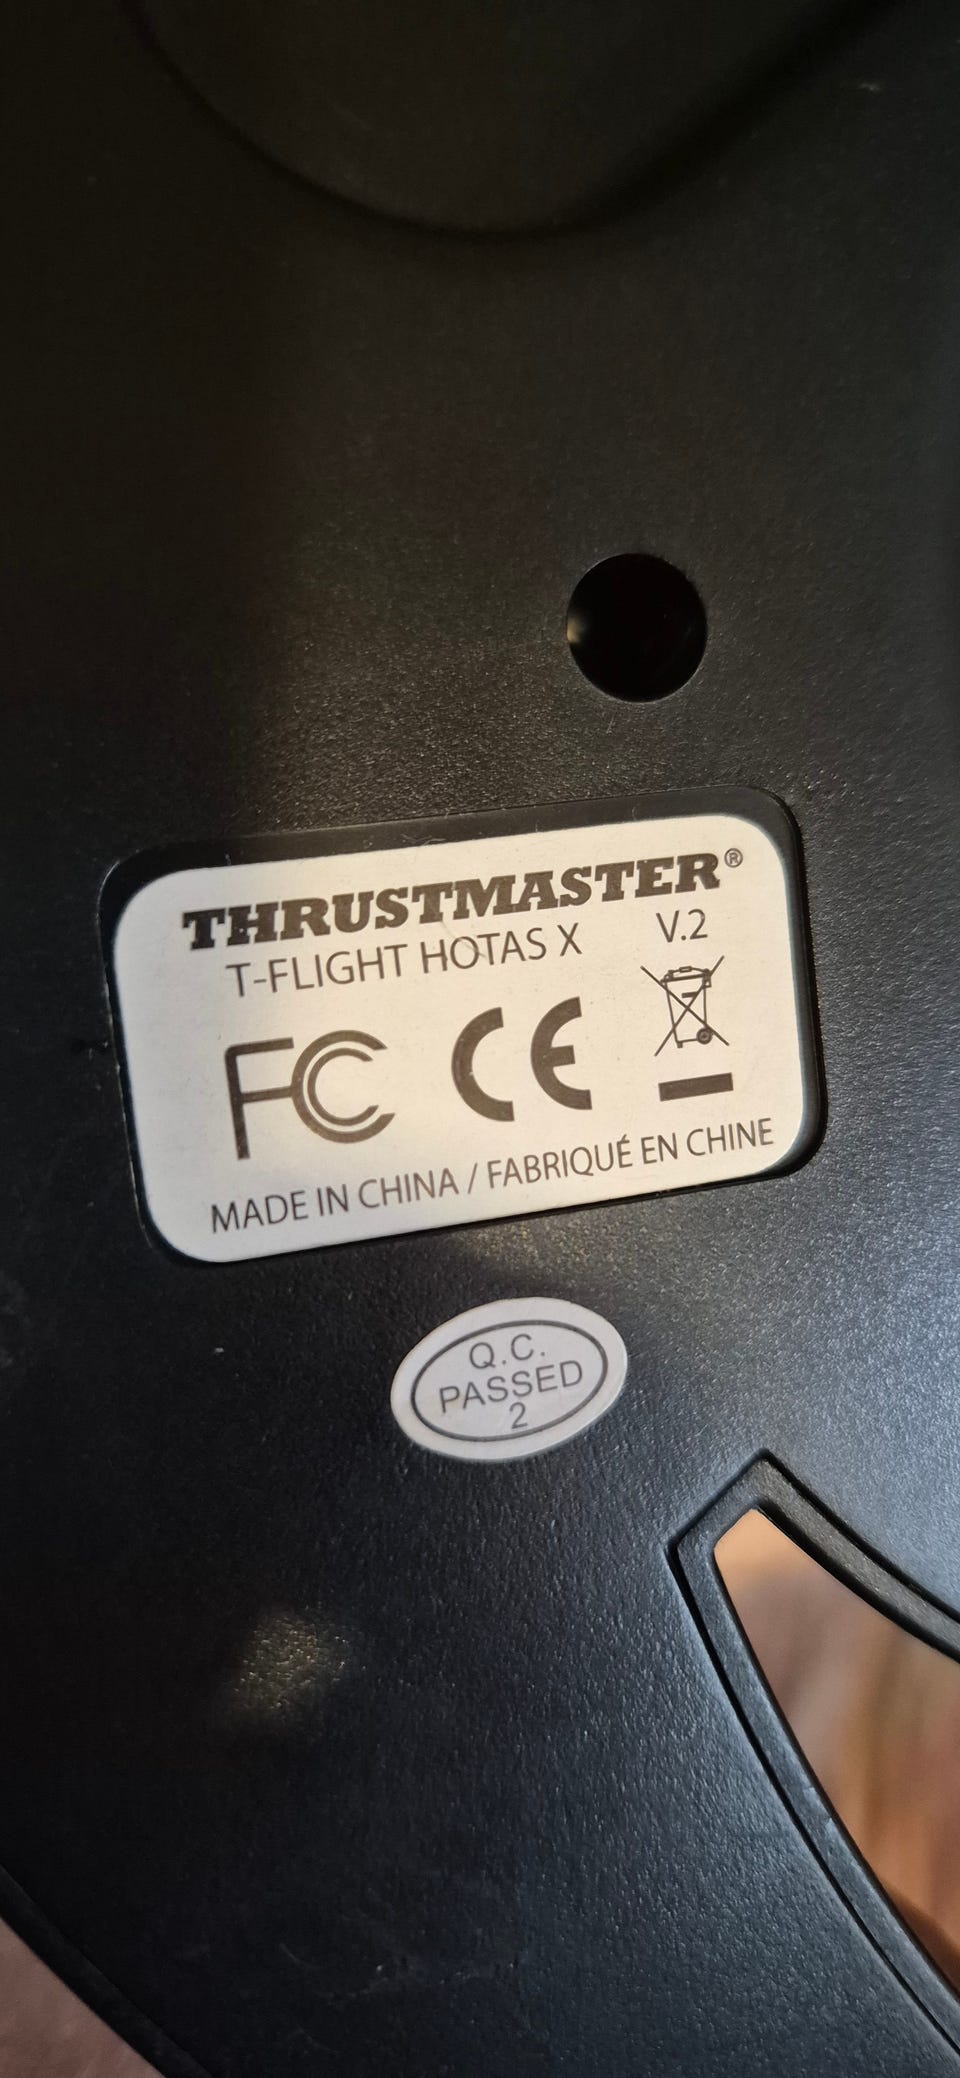 THRUSTMASTER®
T-FLIGHT HOTAS X V.2
FC CE
MADE IN CHINA / FABRIQUÉ EN CHINE
Q.C.
PASSED
2